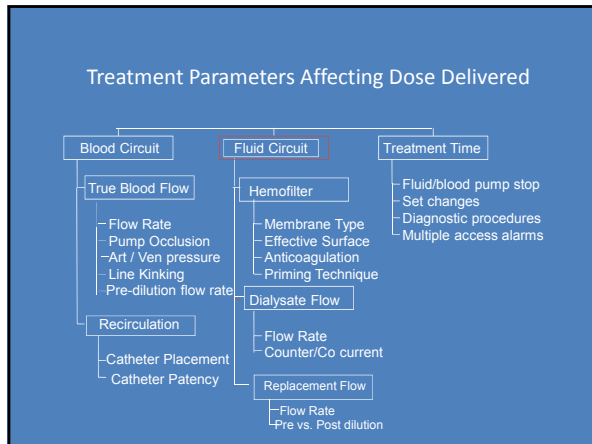 Treatment Parameters Affecting Dose Delivered
Blood Circuit
True Blood Flow
Flow Rate
Pump Occlusion
Art / Ven pressure
Line Kinking
Pre-dilution flow rate
Recirculation
Catheter Placement
Catheter Patency
Fluid Circuit
Hemofilter
Membrane Type
Effective Surface
Anticoagulation
Priming Technique
Dialysate Flow
Flow Rate
Counter/Co current
Replacement Flow
Flow Rate
Pre vs. Post dilution
Treatment Time
Fluid/blood pump stop
Set changes
Diagnostic procedures
Multiple access alarms